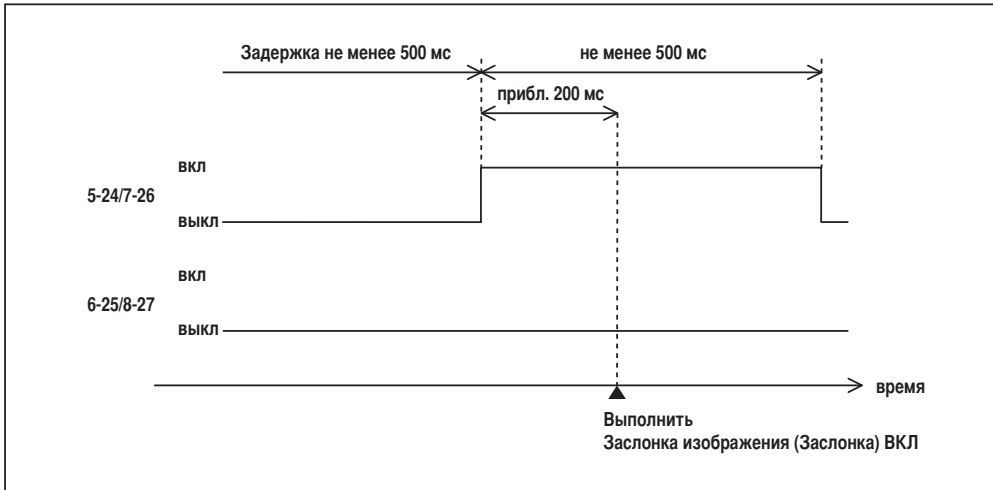 Задержка не менее 500 мс
не менее 500 мс
прибл. 200 мс
вкл
5-24/7-26
выкл
вкл
6-25/8-27
выкл
время
Выполнить
Заслонка изображения (Заслонка) ВКЛ